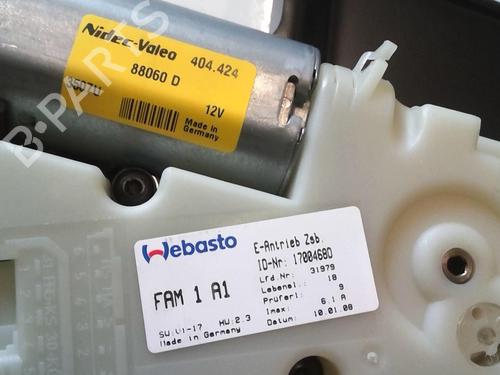 Nidec-Valeo 404.424
88060 D
12V
Made in
Germany
B-PARTS
Webasto
FAM 1 A1
SW:01-17 HW:2.3
Made in Germany
E-Antrieb Zsb.
ID-Nr: 1700468D
Lfd.Nr: 31979
Lebensl.: 18
Prüferl: 9
Imax: 6.1 A
Datum: 10.01.08